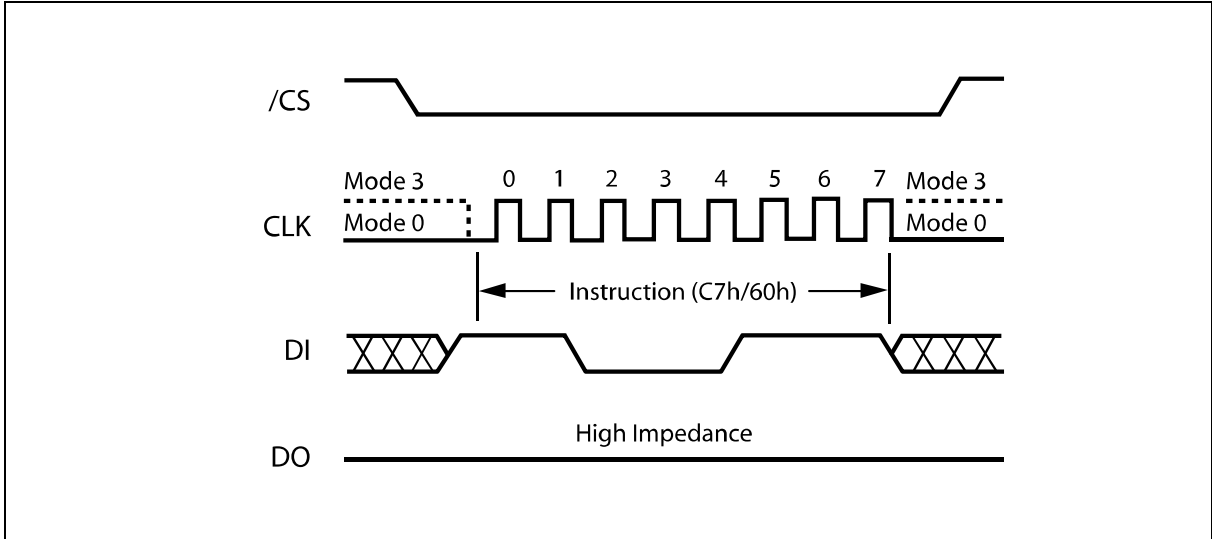 /CS
Mode 3 0 1 2 3 4 5 6 7 Mode 3
CLK Mode 0 Mode 0
Instruction (C7h/60h)
DI
High Impedance
DO